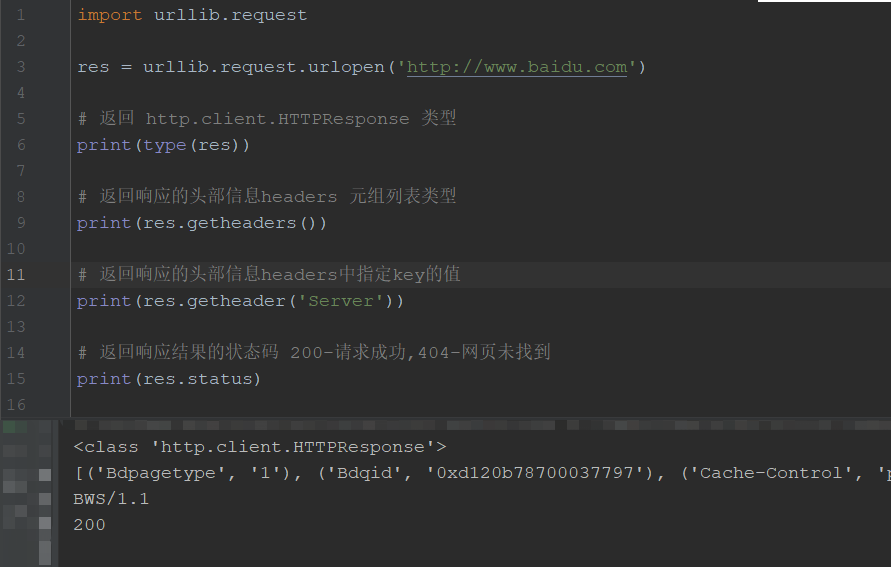 1 import urllib.request
2
3 res = urllib.request.urlopen('http://www.baidu.com')
4
5 # 返回 http.client.HTTPResponse 类型
6 print(type(res))
7
8 # 返回响应的头部信息headers 元组列表类型
9 print(res.getheaders())
10
11 # 返回响应的头部信息headers中指定key的值
12 print(res.getheader('Server'))
13
14 # 返回响应结果的状态码 200-请求成功,404-网页未找到
15 print(res.status)
16
<class 'http.client.HTTPResponse'>
[('Bdpagetype', '1'), ('Bdqid', '0xd120b78700037797'), ('Cache-Control', 'p
BWS/1.1
200